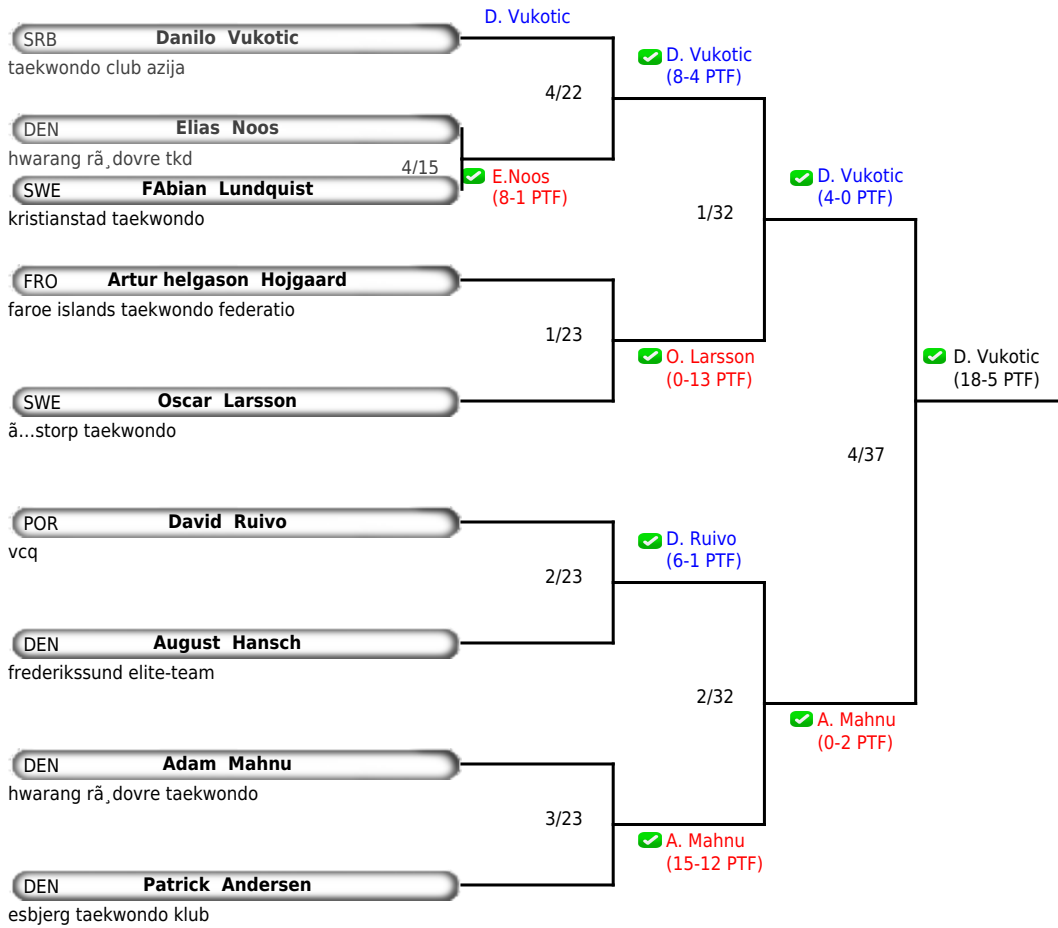 D. Vukotic
SRB Danilo Vukotic
taekwondo club azija
D. Vukotic
(8-4 PTF)
4/22
DEN Elias Noos
hwarang rã¸dovre tkd
4/15
E.Noos
(8-1 PTF)
SWE FAbian Lundquist
kristianstad taekwondo
D. Vukotic
(4-0 PTF)
1/32
FRO Artur helgason Hojgaard
faroe islands taekwondo federatio
1/23
O. Larsson
(0-13 PTF)
D. Vukotic
(18-5 PTF)
SWE Oscar Larsson
ã…storp taekwondo
4/37
POR David Ruivo
vcq
D. Ruivo
(6-1 PTF)
2/23
DEN August Hansch
frederikssund elite-team
2/32
A. Mahnu
(0-2 PTF)
DEN Adam Mahnu
hwarang rã¸dovre taekwondo
3/23
A. Mahnu
(15-12 PTF)
DEN Patrick Andersen
esbjerg taekwondo klub